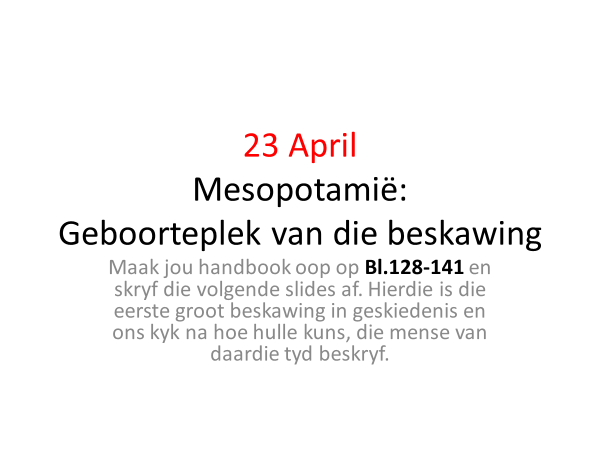 23 April
Mesopotamië:
Geboorteplek van die beskawing
Maak jou handbook oop op Bl.128-141 en
skryf die volgende slides af. Hierdie is die
eerste groot beskawing in geskiedenis en
ons kyk na hoe hulle kuns, die mense van
daardie tyd beskryf.